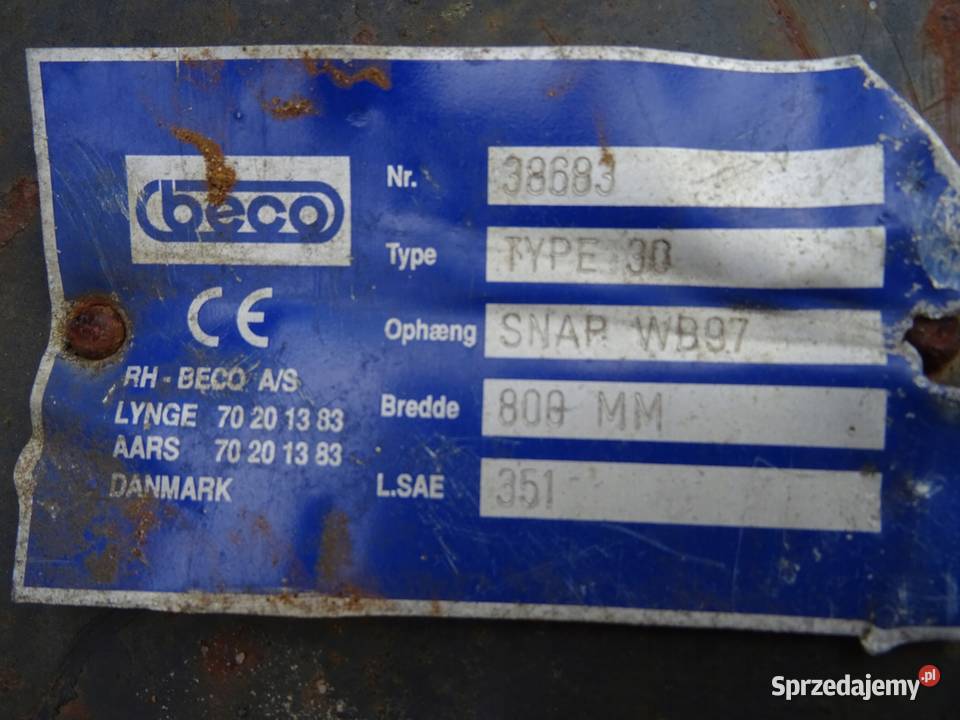 beco
CE
RH - BECO A/S
LYNGE 70 20 13 83
AARS 70 20 13 83
DANMARK
Nr. 38683
Type TYPE 30
Ophæng SNAP WB97
Bredde 800 MM
L.SAE 351
Sprzedajemy.pl